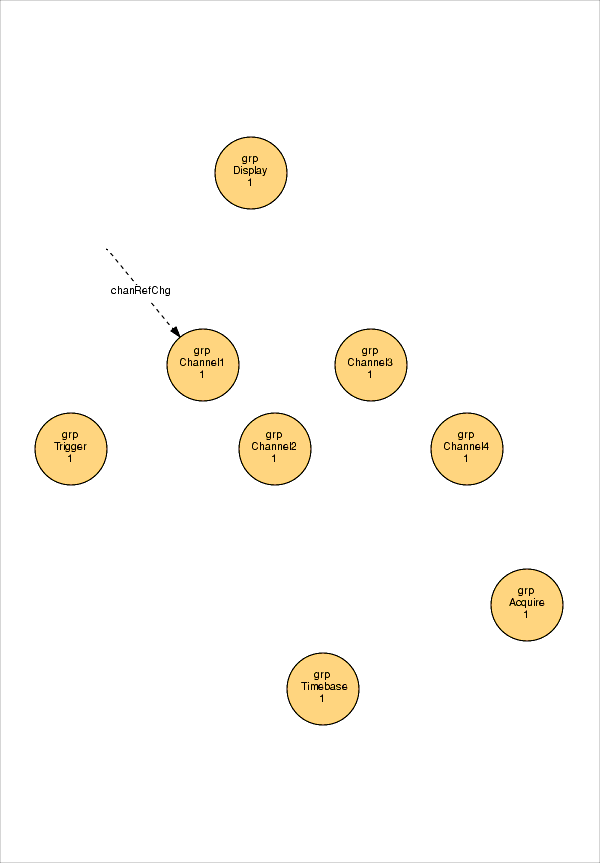 grp
Display
1
chanRefChg
grp
Channel1
1
grp
Channel3
1
grp
Trigger
1
grp
Channel2
1
grp
Channel4
1
grp
Acquire
1
grp
Timebase
1